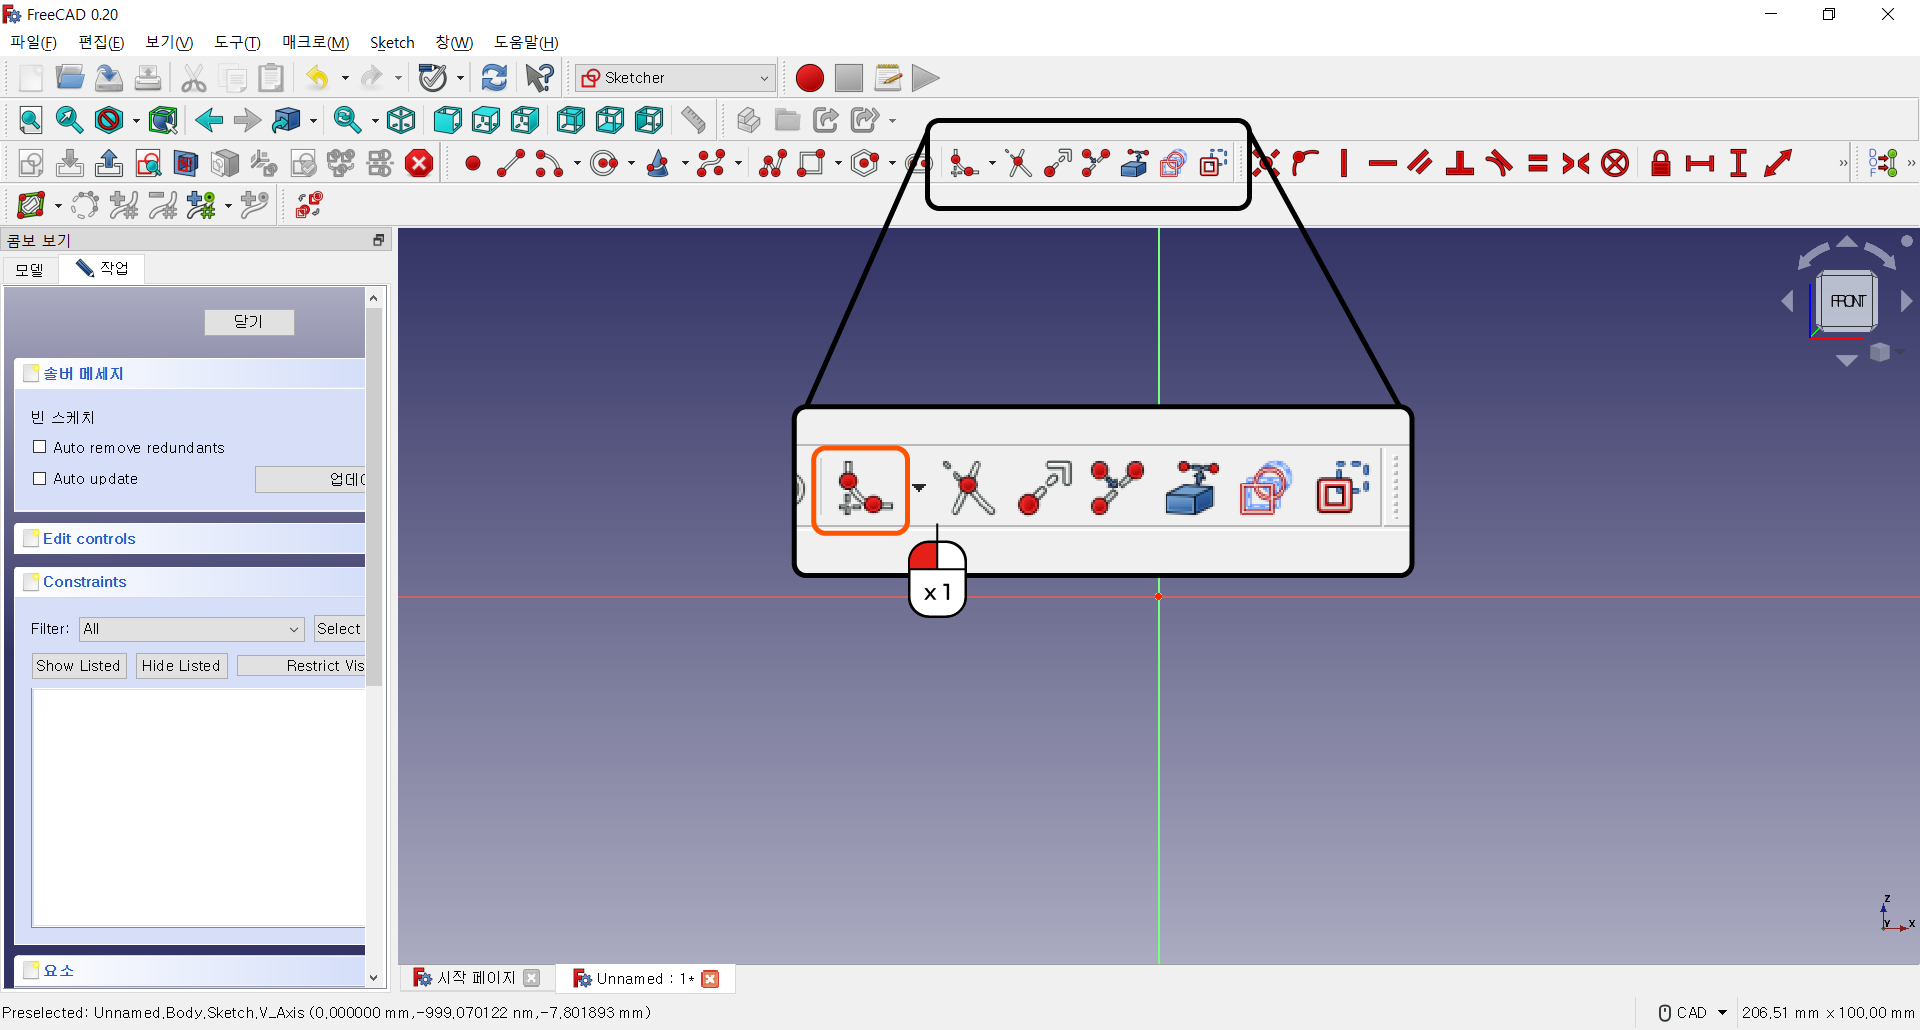 FreeCAD 0.20
파일(F) 편집(E) 보기(V) 도구(T) 매크로(M) Sketch 창(W) 도움말(H)
Sketcher
콤보 보기
모델 작업
닫기
솔버 메세지
빈 스케치
Auto remove redundants
Auto update
Edit controls
Constraints
Filter: All Select
Show Listed Hide Listed Restrict Vis
요소
FRONT
x 1
Z
Y X
시작 페이지 Unnamed : 1*
Preselected: Unnamed.Body.Sketch.V_Axis (0.000000 mm,-999.070122 nm,-7.801893 mm)
CAD 206.51 mm x 100.00 mm